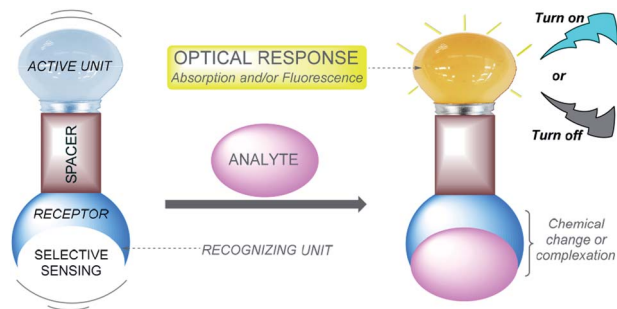 ACTIVE UNIT
SPACER
RECEPTOR
SELECTIVE
SENSING
OPTICAL RESPONSE
Absorption and/or Fluorescence
ANALYTE
RECOGNIZING UNIT
Turn on
or
Turn off
Chemical
change or
complexation